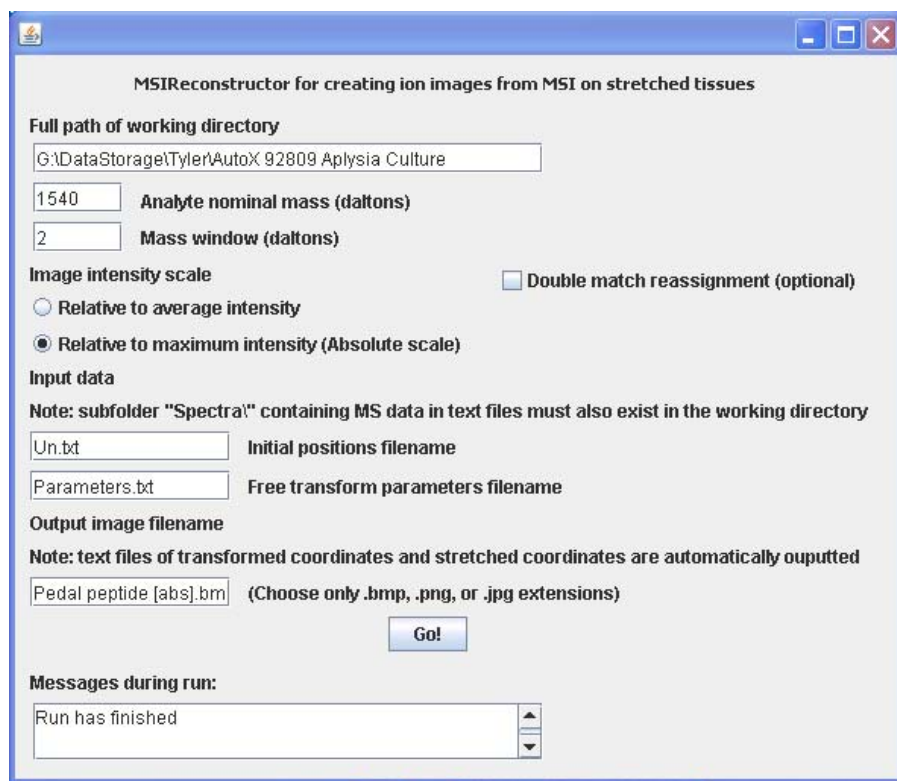 MSIReconstructor for creating ion images from MSI on stretched tissues
Full path of working directory
G:\DataStorage\Tyler\AutoX 92809 Aplysia Culture
1540 Analyte nominal mass (daltons)
2 Mass window (daltons)
Image intensity scale
Double match reassignment (optional)
Relative to average intensity
Relative to maximum intensity (Absolute scale)
Input data
Note: subfolder "Spectra\" containing MS data in text files must also exist in the working directory
Un.txt Initial positions filename
Parameters.txt Free transform parameters filename
Output image filename
Note: text files of transformed coordinates and stretched coordinates are automatically ouputted
Pedal peptide [abs].bm (Choose only .bmp, .png, or .jpg extensions)
Go!
Messages during run:
Run has finished